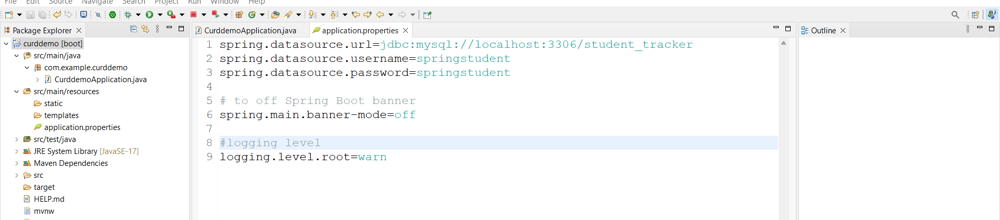 File Edit Source Navigate Search Project Run Window Help
Package Explorer
curddemo [boot]
src/main/java
com.example.curddemo
CurddemoApplication.java
src/main/resources
static
templates
application.properties
src/test/java
JRE System Library [JavaSE-17]
Maven Dependencies
src
target
HELP.md
mvnw
CurddemoApplication.java
application.properties
1 spring.datasource.url=jdbc:mysql://localhost:3306/student_tracker
2 spring.datasource.username=springstudent
3 spring.datasource.password=springstudent
4
5 # to off Spring Boot banner
6 spring.main.banner-mode=off
7
8 #logging level
9 logging.level.root=warn
Outline